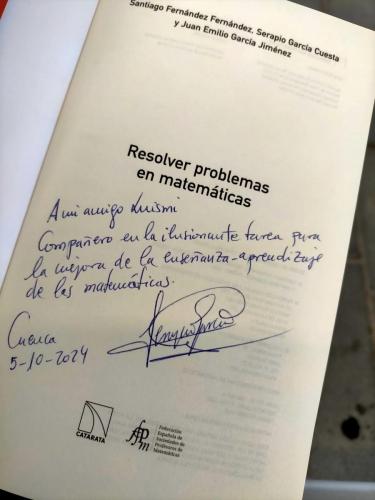 Santiago Fernández Fernández, Serapio García Cuesta
y Juan Emilio García Jiménez
Resolver problemas
en matemáticas
A mi amigo Luismi
Compañero en la ilusionante tarea para
la mejora de la enseñanza-aprendizaje
de las matemáticas.
Cuenca
5-10-2024
Serapio García
CATARATA
Federación
Española de
Sociedades de
Profesores de
Matemáticas